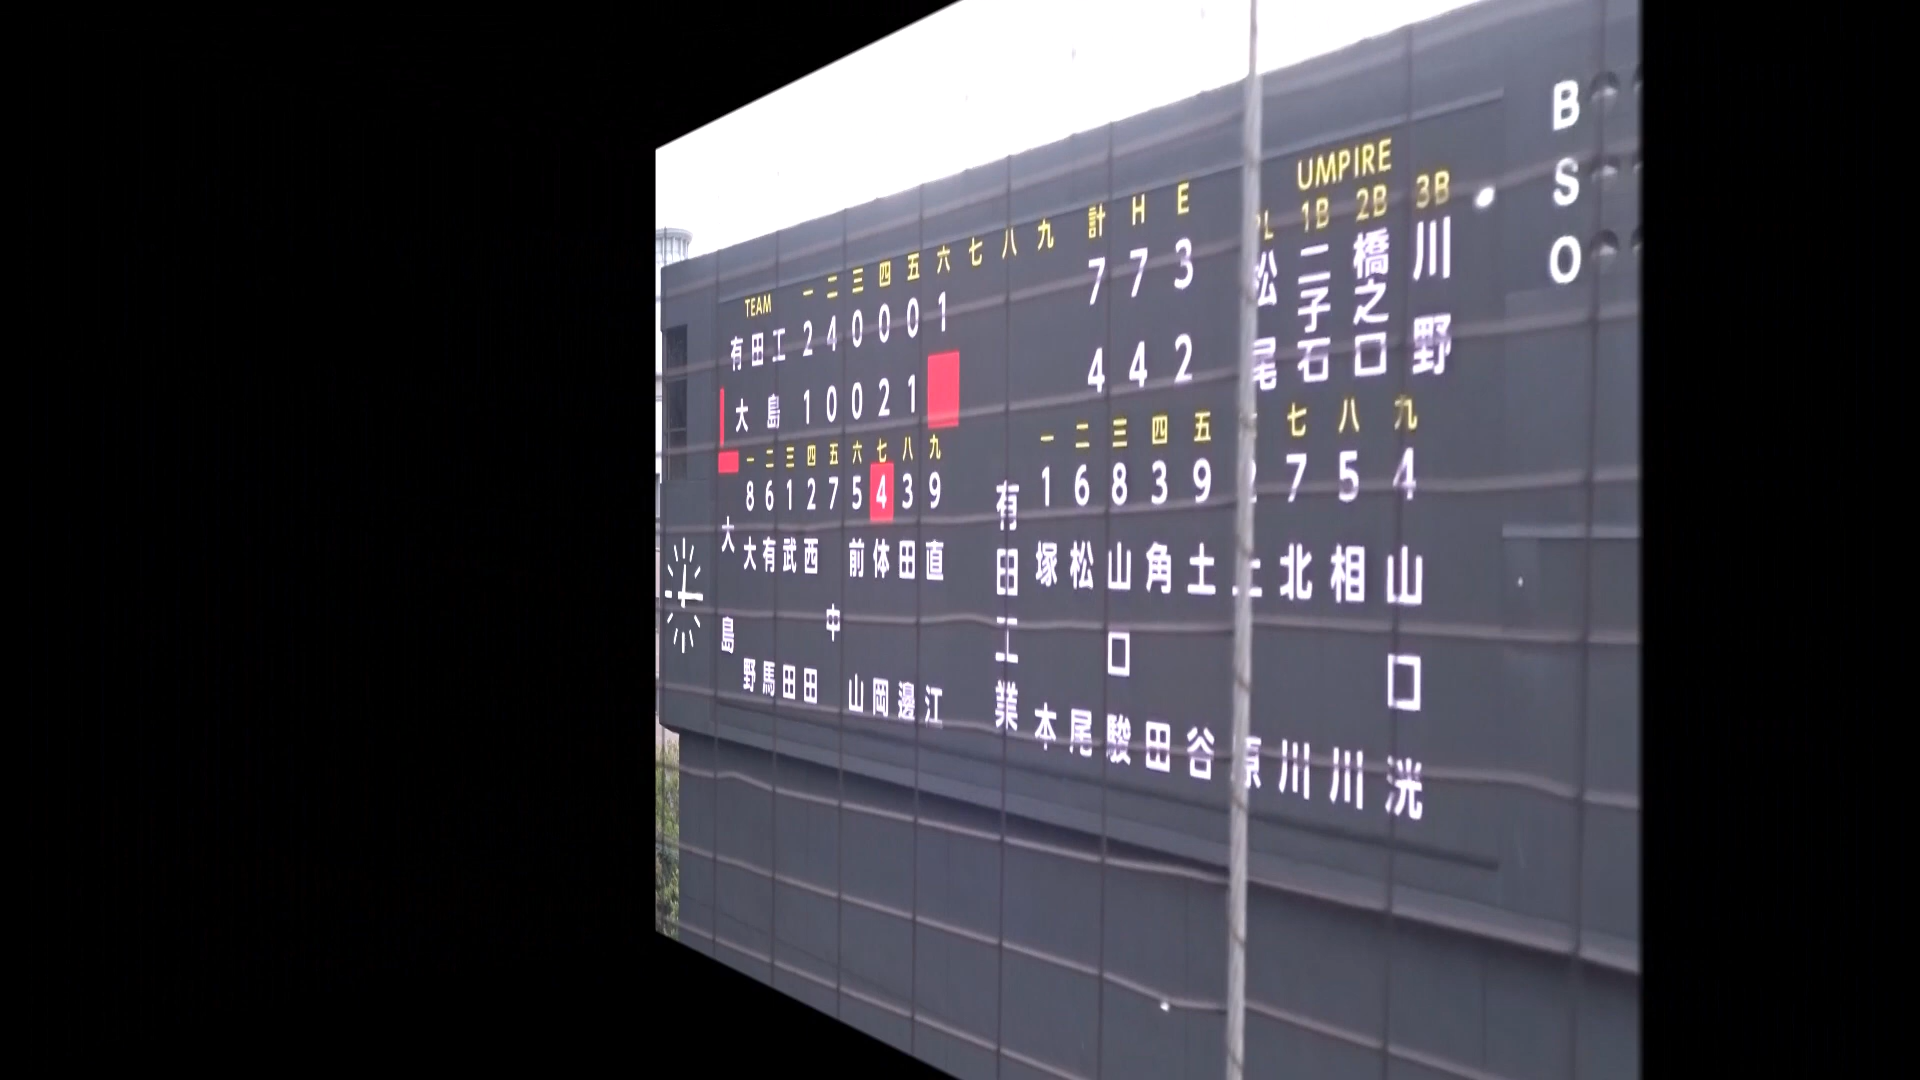 UMPIRE
TEAM 一 二 三 四 五 六 七 八 九 計 H E 1B 2B 3B
有田工 2 4 0 0 0 1 7 7 3
大島 1 0 0 2 1 4 4 2
松尾 二子石 橋之口 川野
B
S
O
一 二 三 四 五 六 七 八 九
8 6 1 2 7 5 4 3 9
大島
大野 有馬 武田 西田 中 前山 体岡 田邊 直江
一 二 三 四 五 七 八 九
1 6 8 3 9 7 5 4
有田工業
塚本 松尾 山口駿 角田 土谷 北川 相川 山口洸